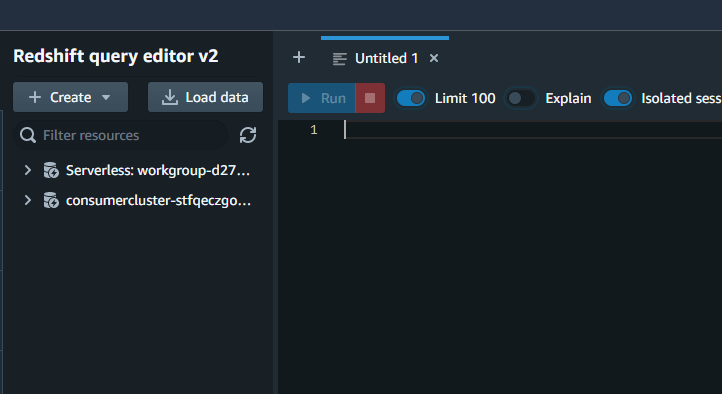 Redshift query editor v2
+ Create
Load data
Filter resources
Serverless: workgroup-d27...
consumercluster-stfqeczgo...
+ Untitled 1 ×
Run Limit 100 Explain Isolated sess
1